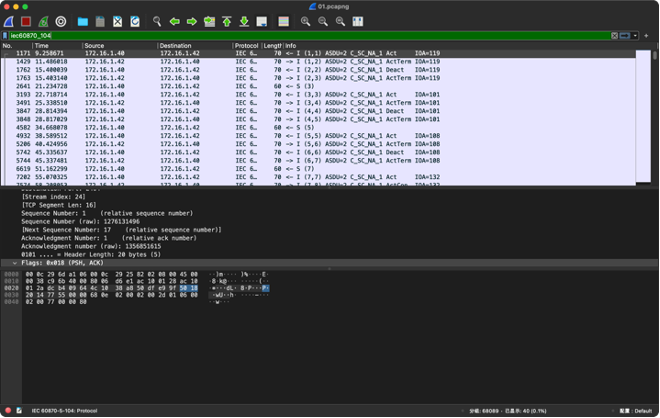 01.pcapng
iec60870_104
No. Time Source Destination Protocol Length Info
1171 9.258671 172.16.1.40 172.16.1.42 IEC 6… 70 <- I (1,1) ASDU=2 C_SC_NA_1 Act IOA=119
1429 11.486018 172.16.1.42 172.16.1.40 IEC 6… 70 -> I (1,2) ASDU=2 C_SC_NA_1 ActTerm IOA=119
1762 15.400039 172.16.1.40 172.16.1.42 IEC 6… 70 <- I (2,2) ASDU=2 C_SC_NA_1 Deact IOA=119
1763 15.403140 172.16.1.42 172.16.1.40 IEC 6… 70 -> I (2,3) ASDU=2 C_SC_NA_1 ActTerm IOA=119
2641 21.234728 172.16.1.40 172.16.1.42 IEC 6… 60 <- S (3)
3193 22.718714 172.16.1.40 172.16.1.42 IEC 6… 70 <- I (3,3) ASDU=2 C_SC_NA_1 Act IOA=101
3491 25.338510 172.16.1.42 172.16.1.40 IEC 6… 70 -> I (3,4) ASDU=2 C_SC_NA_1 ActTerm IOA=101
3847 28.814394 172.16.1.40 172.16.1.42 IEC 6… 70 <- I (4,4) ASDU=2 C_SC_NA_1 Deact IOA=101
3848 28.817029 172.16.1.42 172.16.1.40 IEC 6… 70 -> I (4,5) ASDU=2 C_SC_NA_1 ActTerm IOA=101
4582 34.668078 172.16.1.40 172.16.1.42 IEC 6… 60 <- S (5)
4932 38.589512 172.16.1.40 172.16.1.42 IEC 6… 70 <- I (5,5) ASDU=2 C_SC_NA_1 Act IOA=108
5206 40.424956 172.16.1.42 172.16.1.40 IEC 6… 70 -> I (5,6) ASDU=2 C_SC_NA_1 ActTerm IOA=108
5742 45.335637 172.16.1.40 172.16.1.42 IEC 6… 70 <- I (6,6) ASDU=2 C_SC_NA_1 Deact IOA=108
5744 45.337481 172.16.1.42 172.16.1.40 IEC 6… 70 -> I (6,7) ASDU=2 C_SC_NA_1 ActTerm IOA=108
6619 51.162299 172.16.1.40 172.16.1.42 IEC 6… 60 <- S (7)
7202 55.070325 172.16.1.40 172.16.1.42 IEC 6… 70 <- I (7,7) ASDU=2 C_SC_NA_1 Act IOA=132
[Stream index: 24]
[TCP Segment Len: 16]
Sequence Number: 1 (relative sequence number)
Sequence Number (raw): 1276131496
[Next Sequence Number: 17 (relative sequence number)]
Acknowledgment Number: 1 (relative ack number)
Acknowledgment number (raw): 1356851615
0101 .... = Header Length: 20 bytes (5)
Flags: 0x018 (PSH, ACK)
0000 00 0c 29 6d a1 06 00 0c 29 25 82 02 08 00 45 00 ··)m···· )%····E·
0010 00 38 c9 6b 40 00 80 06 d6 e1 ac 10 01 28 ac 10 ·8·k@··· ·····(··
0020 01 2a dc b4 09 64 4c 10 38 a8 50 df e9 9f 50 18 ·*···dL· 8·P···P·
0030 20 14 77 55 00 00 68 0e 02 00 02 00 2d 01 06 00 ·wU··h· ····-···
0040 02 00 77 00 00 80 ··w···
IEC 60870-5-104: Protocol
分组: 68089 · 已显示: 40 (0.1%)
配置: Default